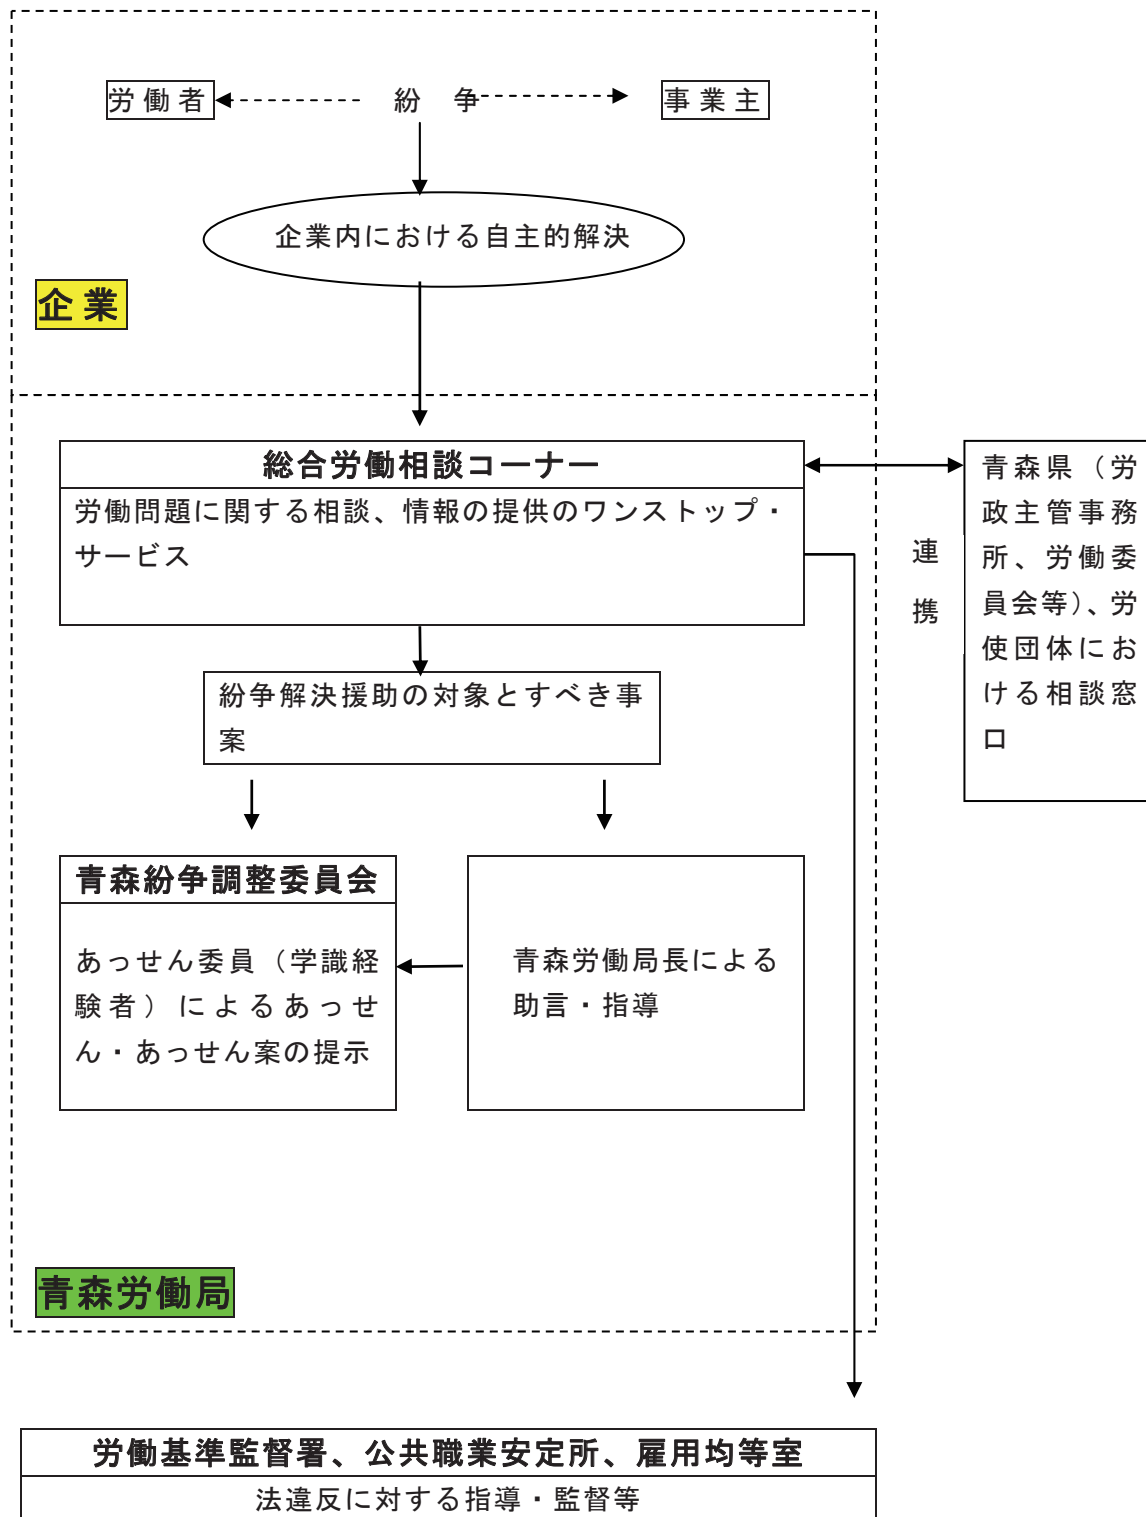 労働者
紛　争
事業主
企業内における自主的解決
企業
総合労働相談コーナー
労働問題に関する相談、情報の提供のワンストップ・
サービス
連
携
青森県（労
政主管事務
所、労働委
員会等）、労
使団体にお
ける相談窓
口
紛争解決援助の対象とすべき事
案
青森紛争調整委員会
あっせん委員（学識経
験者）によるあっせ
ん・あっせん案の提示
青森労働局長による
助言・指導
青森労働局
労働基準監督署、公共職業安定所、雇用均等室
法違反に対する指導・監督等